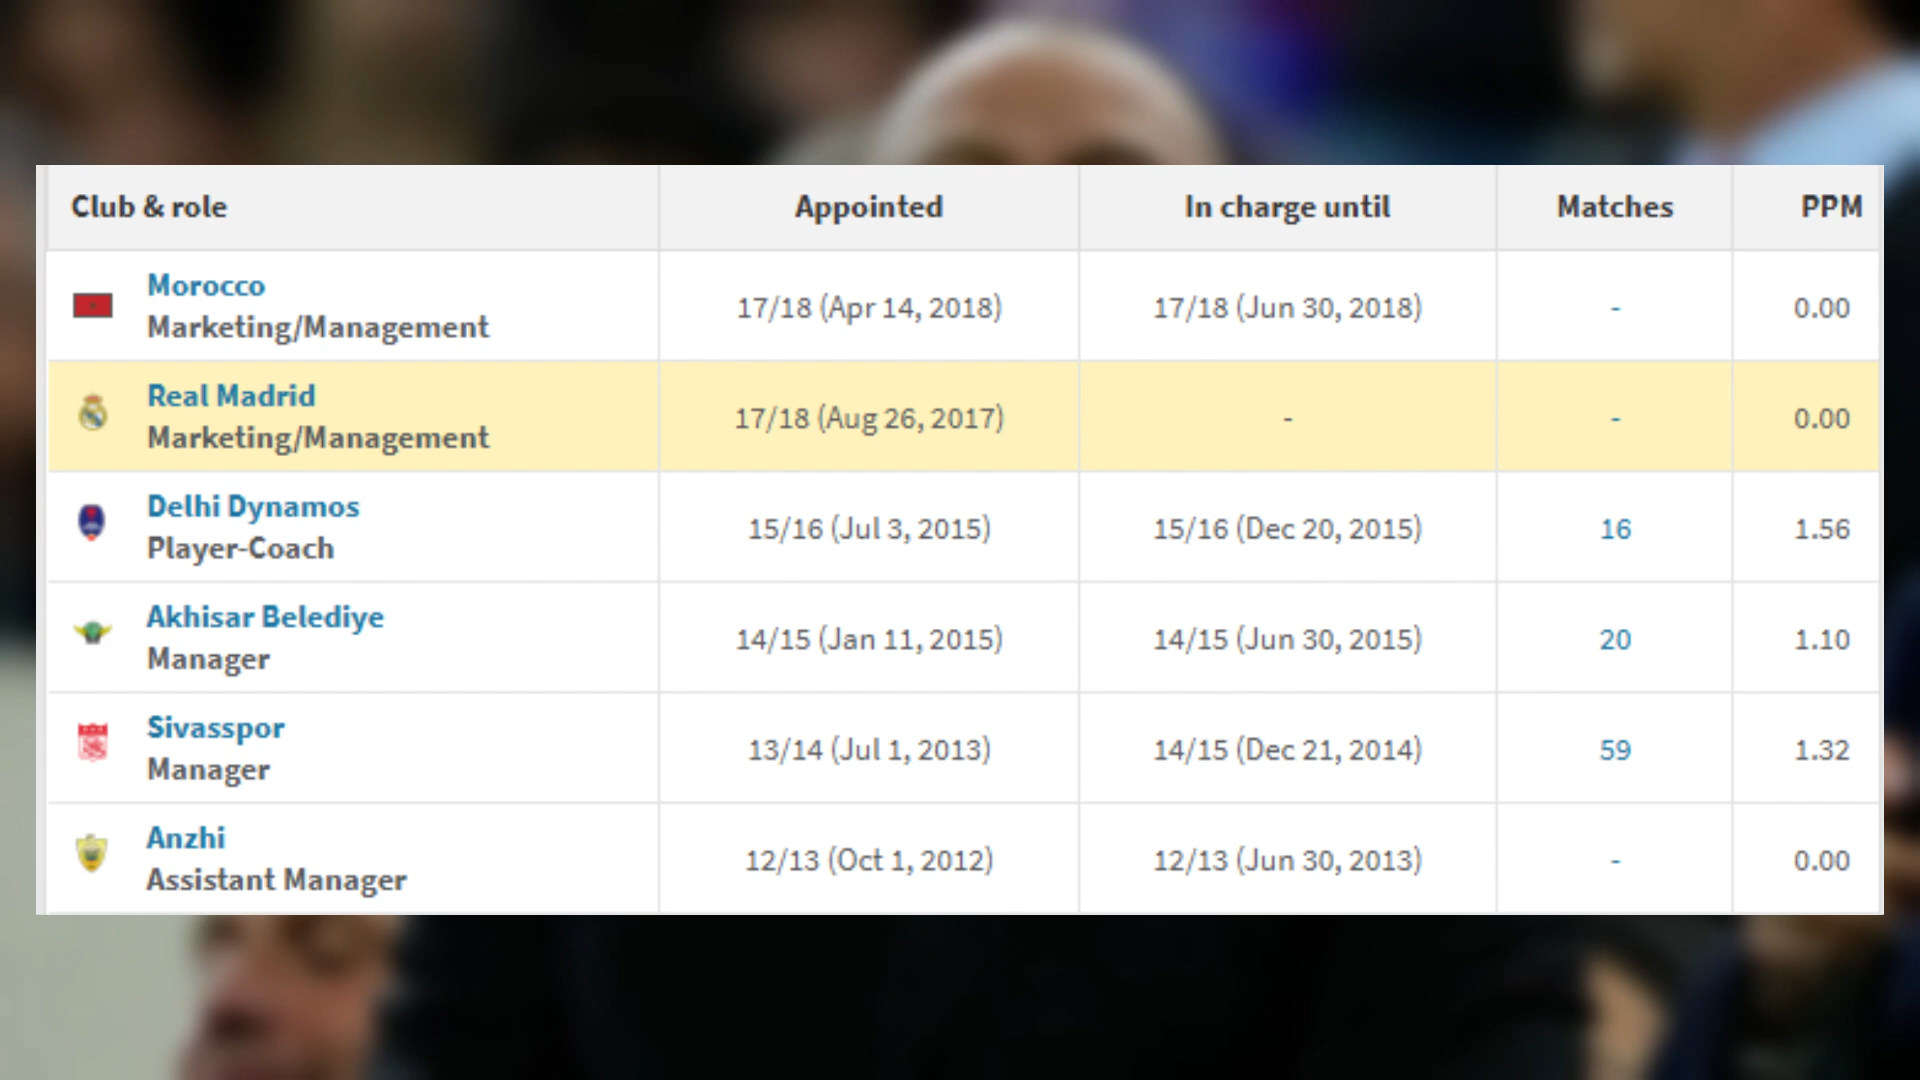 Club & role Appointed In charge until Matches PPM
Morocco
Marketing/Management 17/18 (Apr 14, 2018) 17/18 (Jun 30, 2018) - 0.00
Real Madrid
Marketing/Management 17/18 (Aug 26, 2017) - - 0.00
Delhi Dynamos
Player-Coach 15/16 (Jul 3, 2015) 15/16 (Dec 20, 2015) 16 1.56
Akhisar Belediye
Manager 14/15 (Jan 11, 2015) 14/15 (Jun 30, 2015) 20 1.10
Sivasspor
Manager 13/14 (Jul 1, 2013) 14/15 (Dec 21, 2014) 59 1.32
Anzhi
Assistant Manager 12/13 (Oct 1, 2012) 12/13 (Jun 30, 2013) - 0.00